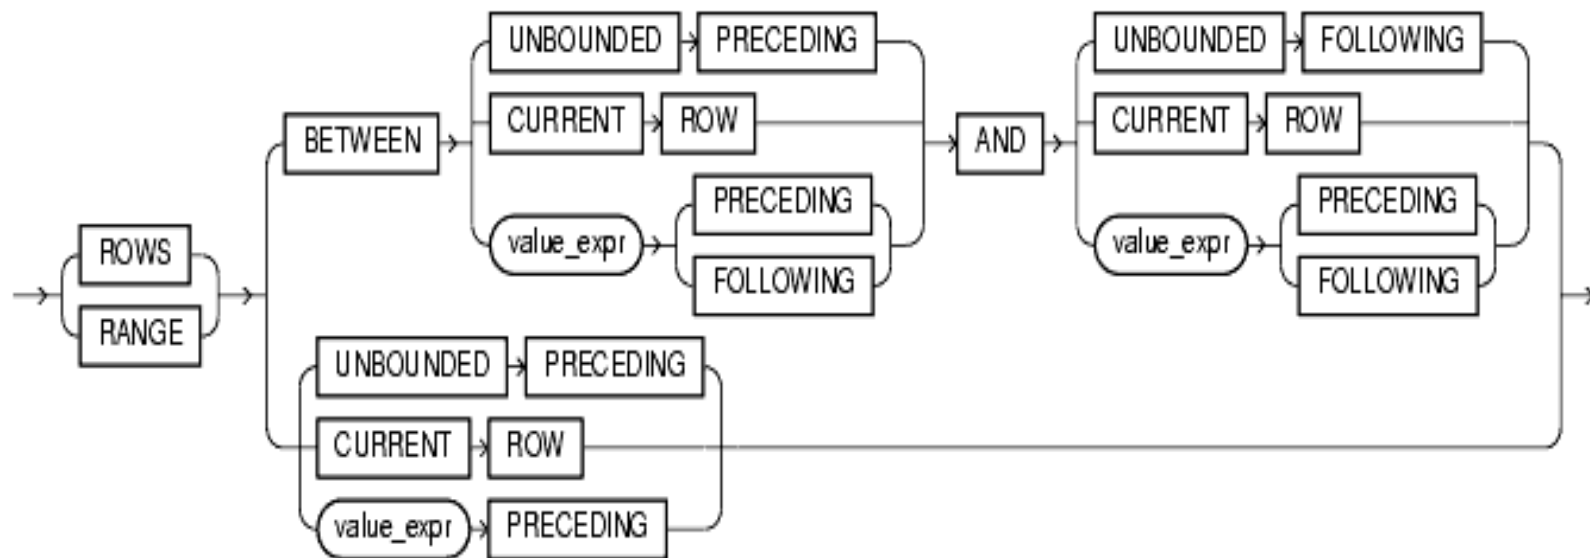 UNBOUNDED PRECEDING UNBOUNDED FOLLOWING
CURRENT ROW CURRENT ROW
BETWEEN AND
PRECEDING PRECEDING
value_expr value_expr
FOLLOWING FOLLOWING
ROWS
RANGE
UNBOUNDED PRECEDING
CURRENT ROW
value_expr PRECEDING